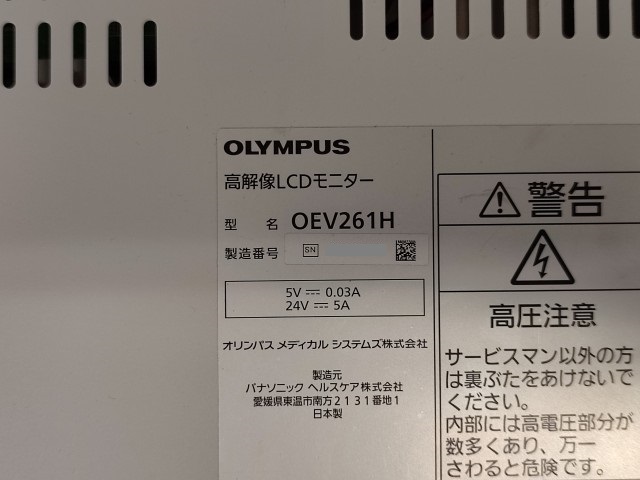 OLYMPUS
高解像LCDモニター
型 名 OEV261H
製造番号 SN
5V ⎓ 0.03A
24V ⎓ 5A
オリンパス メディカル システムズ株式会社
製造元
パナソニック ヘルスケア株式会社
愛媛県東温市南方2131番地1
日本製
警告
高圧注意
サービスマン以外の方
は裏ぶたをあけないで
ください。
内部には高電圧部分が
数多くあり、万一
さわると危険です。